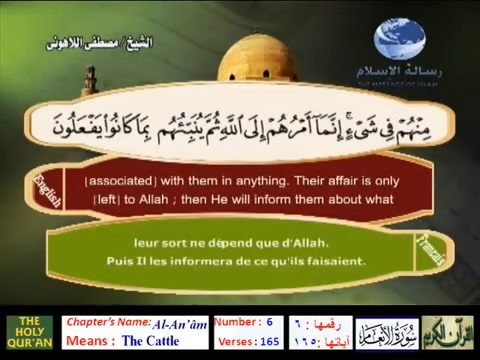 الشيخ / مصطفى اللاهونى
رسالة الإسلام
THE MESSAGE OF ISLAM
مِنْهُمْ فِي شَيْءٍ ۚ إِنَّمَآ أَمْرُهُمْ إِلَى ٱللَّهِ ثُمَّ يُنَبِّئُهُم بِمَا كَانُوا۟ يَفْعَلُونَ
English
[associated] with them in anything. Their affair is only
[left] to Allah ; then He will inform them about what
leur sort ne dépend que d'Allah.
Puis Il les informera de ce qu'ils faisaient.
Francais
THE
HOLY
QUR'AN
Chapter's Name: Al-An'âm
Means : The Cattle
Number : 6
Verses : 165
رقمها : ٦
آياتها : ١٦٥
سورة الأنعام
القرآن الكريم